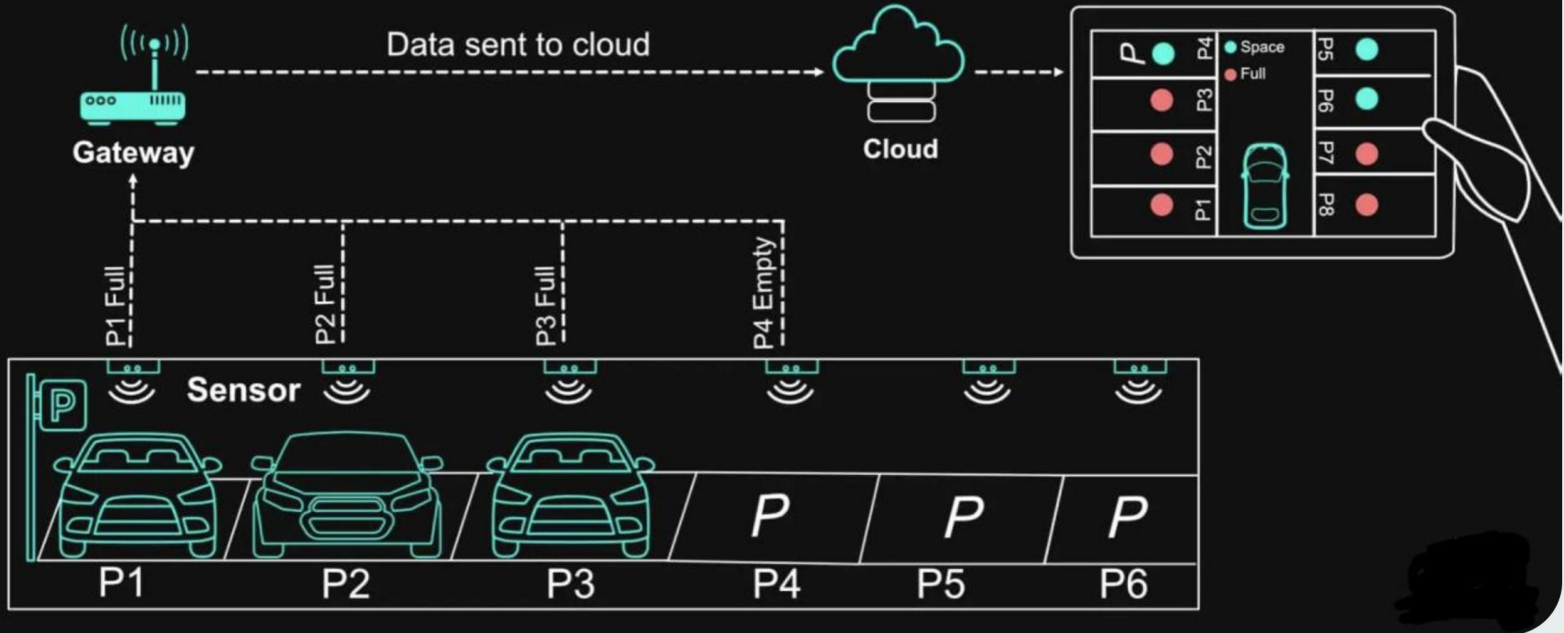 Data sent to cloud
Gateway
Cloud
P
P4
Space
Full
P5
P3
P6
P2
P7
P1
P8
P1 Full
P2 Full
P3 Full
P4 Empty
P
Sensor
P
P
P
P1
P2
P3
P4
P5
P6